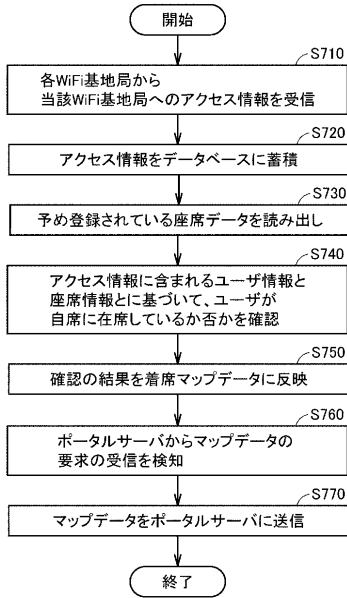 開始
S710
各WiFi基地局から
当該WiFi基地局へのアクセス情報を受信
S720
アクセス情報をデータベースに蓄積
S730
予め登録されている座席データを読み出し
S740
アクセス情報に含まれるユーザ情報と
座席情報とに基づいて、ユーザが
自席に在席しているか否かを確認
S750
確認の結果を着席マップデータに反映
S760
ポータルサーバからマップデータの
要求の受信を検知
S770
マップデータをポータルサーバに送信
終了